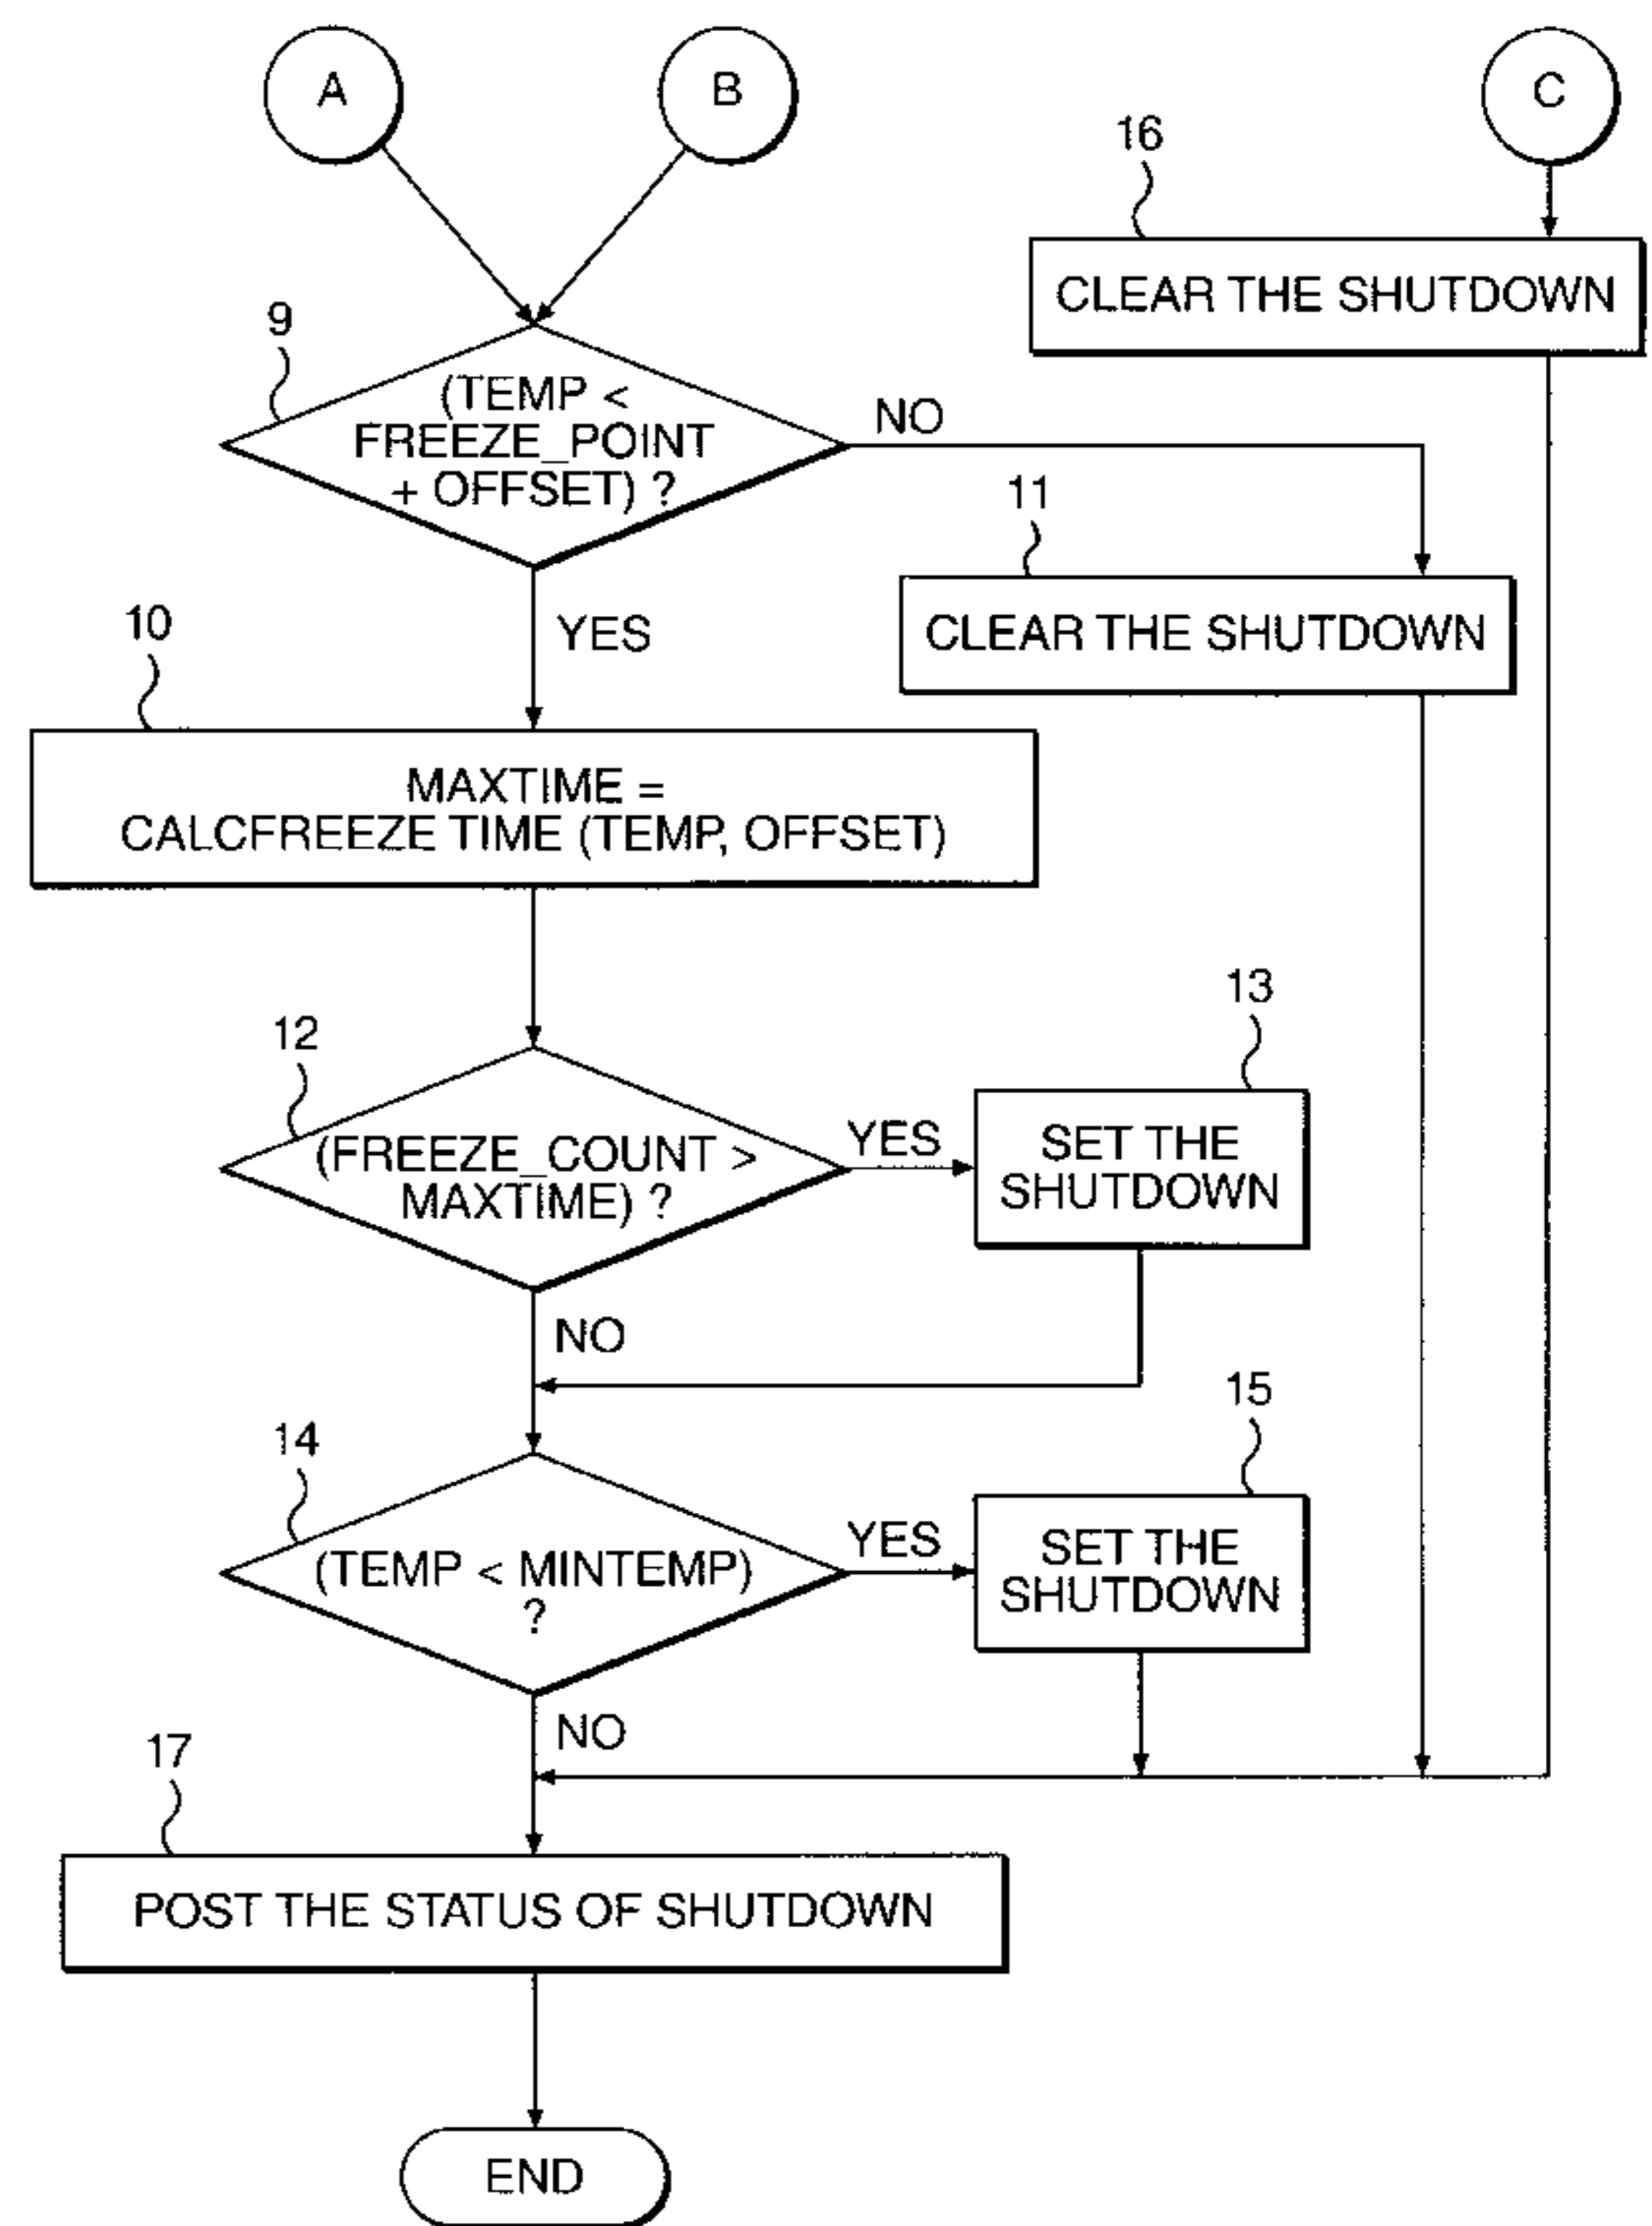 A
B
C
16
CLEAR THE SHUTDOWN
9
(TEMP <
FREEZE_POINT
+ OFFSET) ?
NO
11
CLEAR THE SHUTDOWN
YES
10
MAXTIME =
CALCFREEZE TIME (TEMP, OFFSET)
12
(FREEZE_COUNT >
MAXTIME) ?
YES
13
SET THE
SHUTDOWN
NO
14
(TEMP < MINTEMP)
?
YES
15
SET THE
SHUTDOWN
NO
17
POST THE STATUS OF SHUTDOWN
END